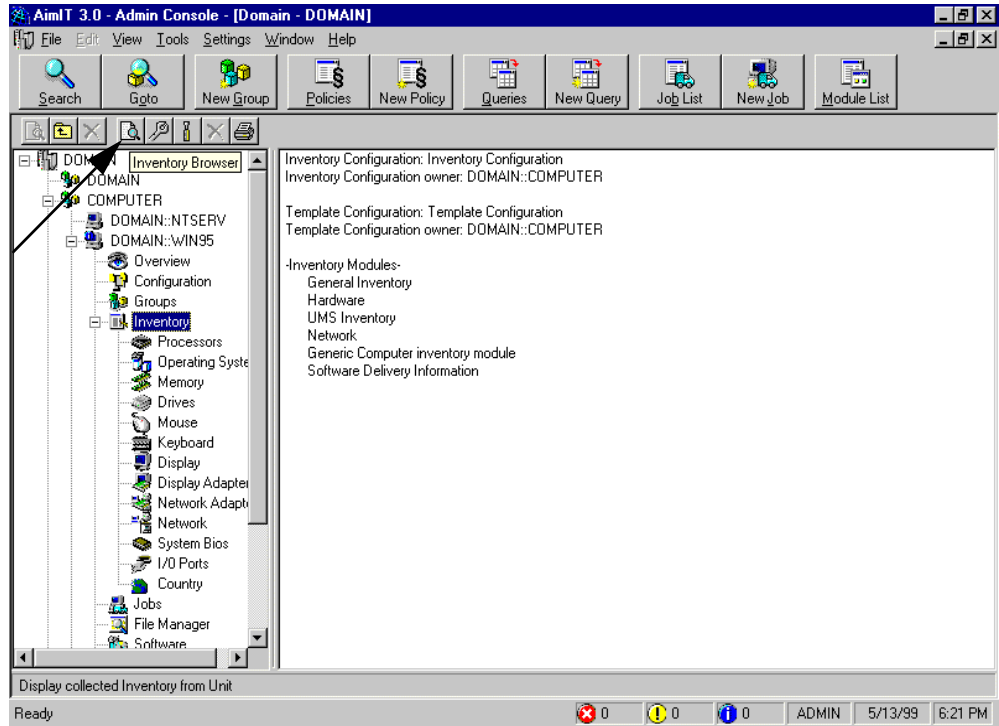 AimIT 3.0 - Admin Console - [Domain - DOMAIN]
File Edit View Tools Settings Window Help
Search Goto New Group Policies New Policy Queries New Query Job List New Job Module List
Inventory Browser
DOMAIN
DOMAIN
COMPUTER
DOMAIN::NTSERV
DOMAIN::WIN95
Overview
Configuration
Groups
Inventory
Processors
Operating Syste
Memory
Drives
Mouse
Keyboard
Display
Display Adapter
Network Adapt
Network
System Bios
I/O Ports
Country
Jobs
File Manager
Software
Inventory Configuration: Inventory Configuration
Inventory Configuration owner: DOMAIN::COMPUTER
Template Configuration: Template Configuration
Template Configuration owner: DOMAIN::COMPUTER
-Inventory Modules-
General Inventory
Hardware
UMS Inventory
Network
Generic Computer inventory module
Software Delivery Information
Display collected Inventory from Unit
Ready 0 0 0 ADMIN 5/13/99 6:21 PM